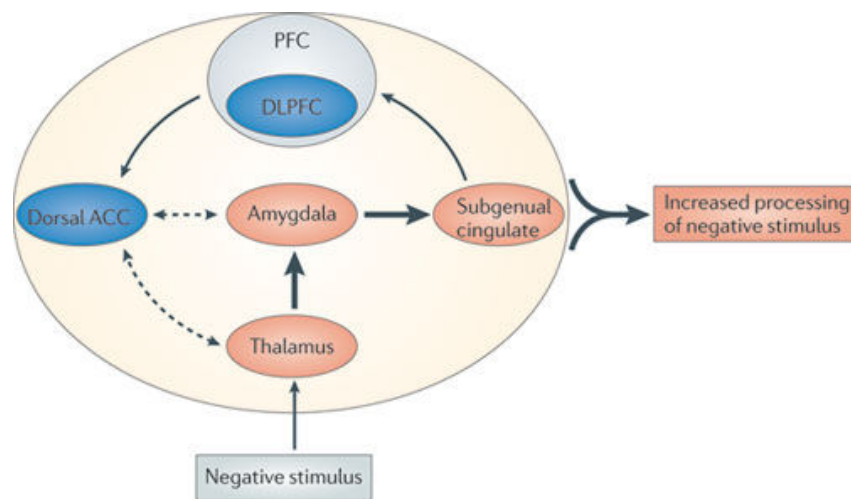 PFC
DLPFC
Dorsal ACC
Amygdala
Subgenual
cingulate
Increased processing
of negative stimulus
Thalamus
Negative stimulus